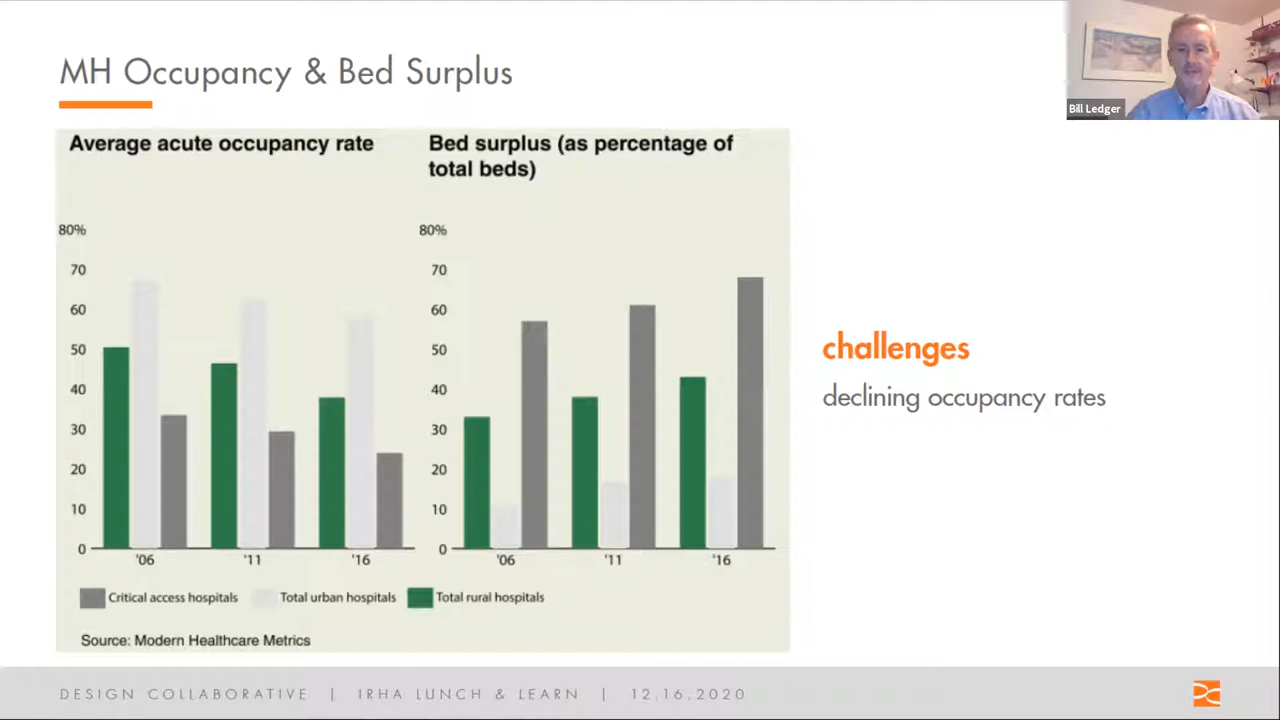 MH Occupancy & Bed Surplus
Bill Ledger
Average acute occupancy rate
80%
70
60
50
40
30
20
10
0
'06 '11 '16
Bed surplus (as percentage of
total beds)
80%
70
60
50
40
30
20
10
0
'06 '11 '16
Critical access hospitals Total urban hospitals Total rural hospitals
Source: Modern Healthcare Metrics
challenges
declining occupancy rates
DESIGN COLLABORATIVE | IRHA LUNCH & LEARN | 12.16.2020